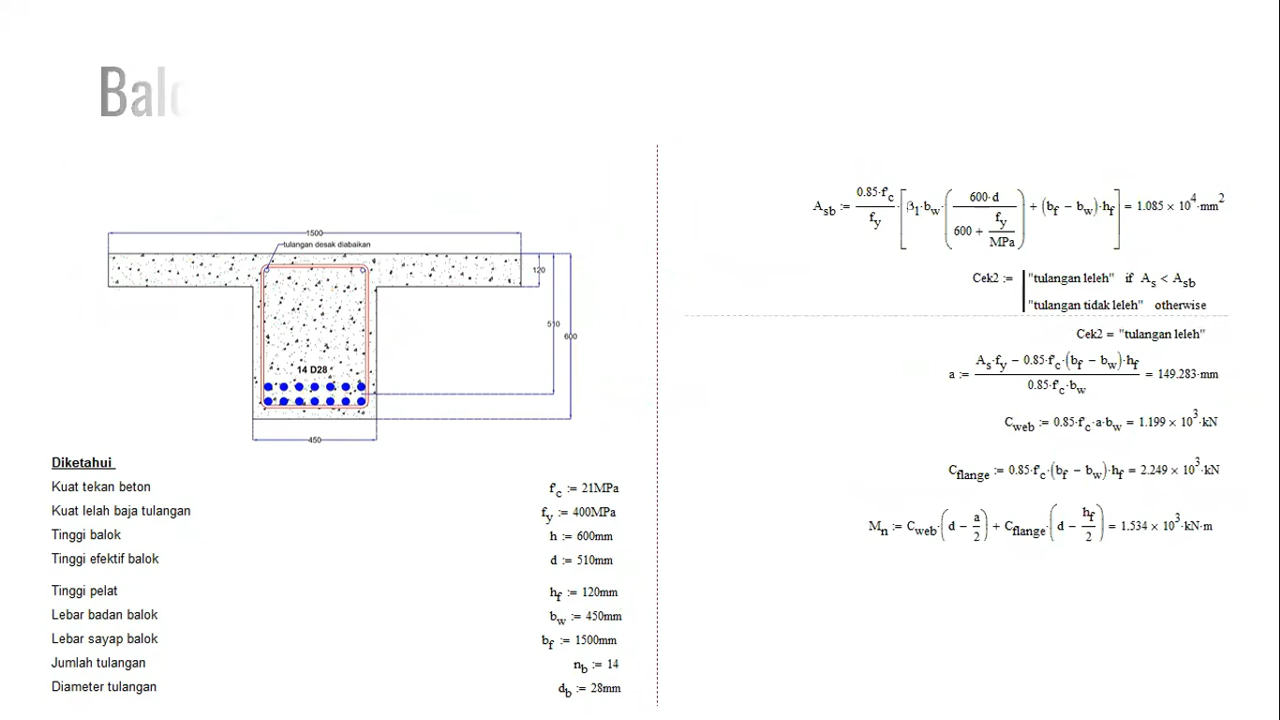 Balo
1500
tulangan desak diabaikan
120
510
600
14 D28
450
Diketahui
Kuat tekan beton f'c := 21MPa
Kuat lelah baja tulangan fy := 400MPa
Tinggi balok h := 600mm
Tinggi efektif balok d := 510mm
Tinggi pelat hf := 120mm
Lebar badan balok bw := 450mm
Lebar sayap balok bf := 1500mm
Jumlah tulangan nb := 14
Diameter tulangan db := 28mm
Asb := 0.85·f'c / fy · [β1·bw·(600·d / (600 + fy / MPa)) + (bf − bw)·hf] = 1.085 × 10^4·mm^2
Cek2 := | "tulangan leleh" if As < Asb
"tulangan tidak leleh" otherwise
Cek2 = "tulangan leleh"
a := (As·fy − 0.85·f'c·(bf − bw)·hf) / (0.85·f'c·bw) = 149.283·mm
Cweb := 0.85·f'c·a·bw = 1.199 × 10^3·kN
Cflange := 0.85·f'c·(bf − bw)·hf = 2.249 × 10^3·kN
Mn := Cweb·(d − a/2) + Cflange·(d − hf/2) = 1.534 × 10^3·kN·m